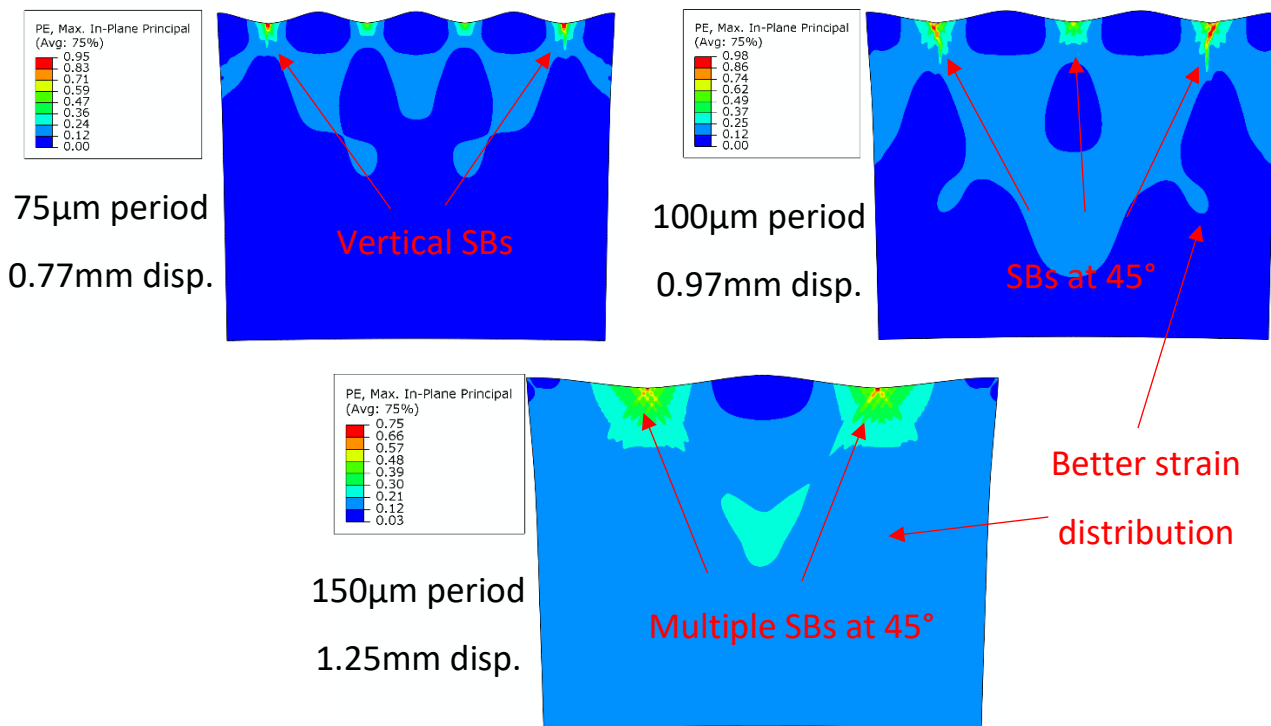 PE, Max. In-Plane Principal
(Avg: 75%)
0.95
0.83
0.71
0.59
0.47
0.36
0.24
0.12
0.00
75μm period
0.77mm disp.
Vertical SBs
PE, Max. In-Plane Principal
(Avg: 75%)
0.98
0.86
0.74
0.62
0.49
0.37
0.25
0.12
0.00
100μm period
0.97mm disp.
SBs at 45°
PE, Max. In-Plane Principal
(Avg: 75%)
0.75
0.66
0.57
0.48
0.39
0.30
0.21
0.12
0.03
150μm period
1.25mm disp.
Multiple SBs at 45°
Better strain
distribution